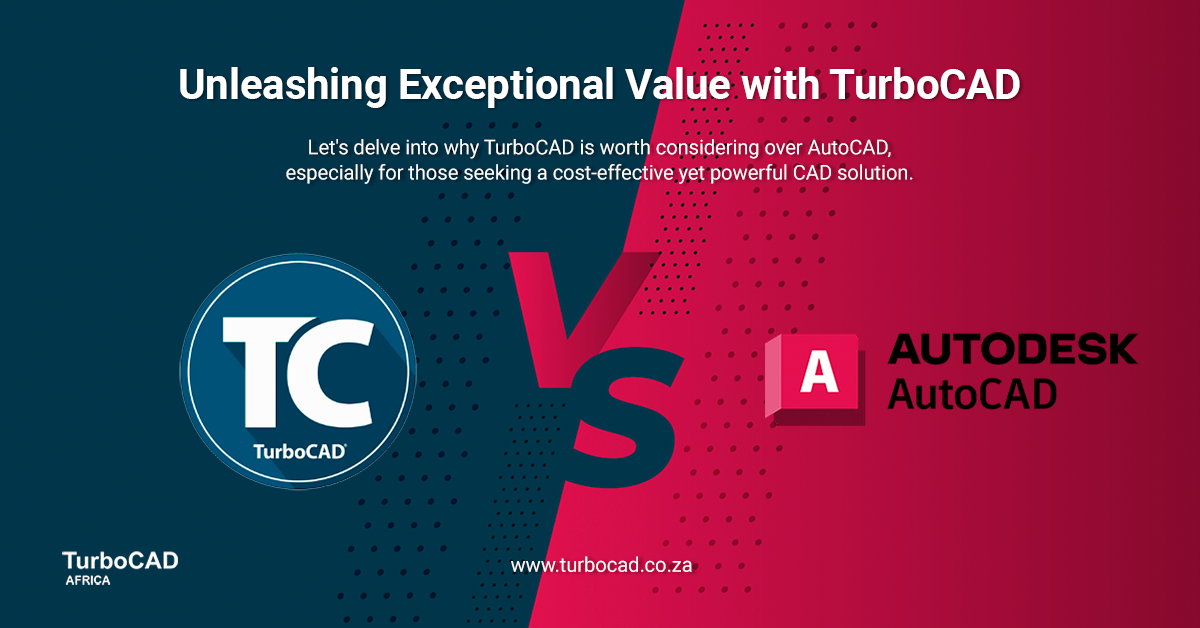 Unleashing Exceptional Value with TurboCAD
Let's delve into why TurboCAD is worth considering over AutoCAD,
especially for those seeking a cost-effective yet powerful CAD solution.
VS
TC
TurboCAD®
A
AUTODESK
AutoCAD
TurboCAD
AFRICA
www.turbocad.co.za